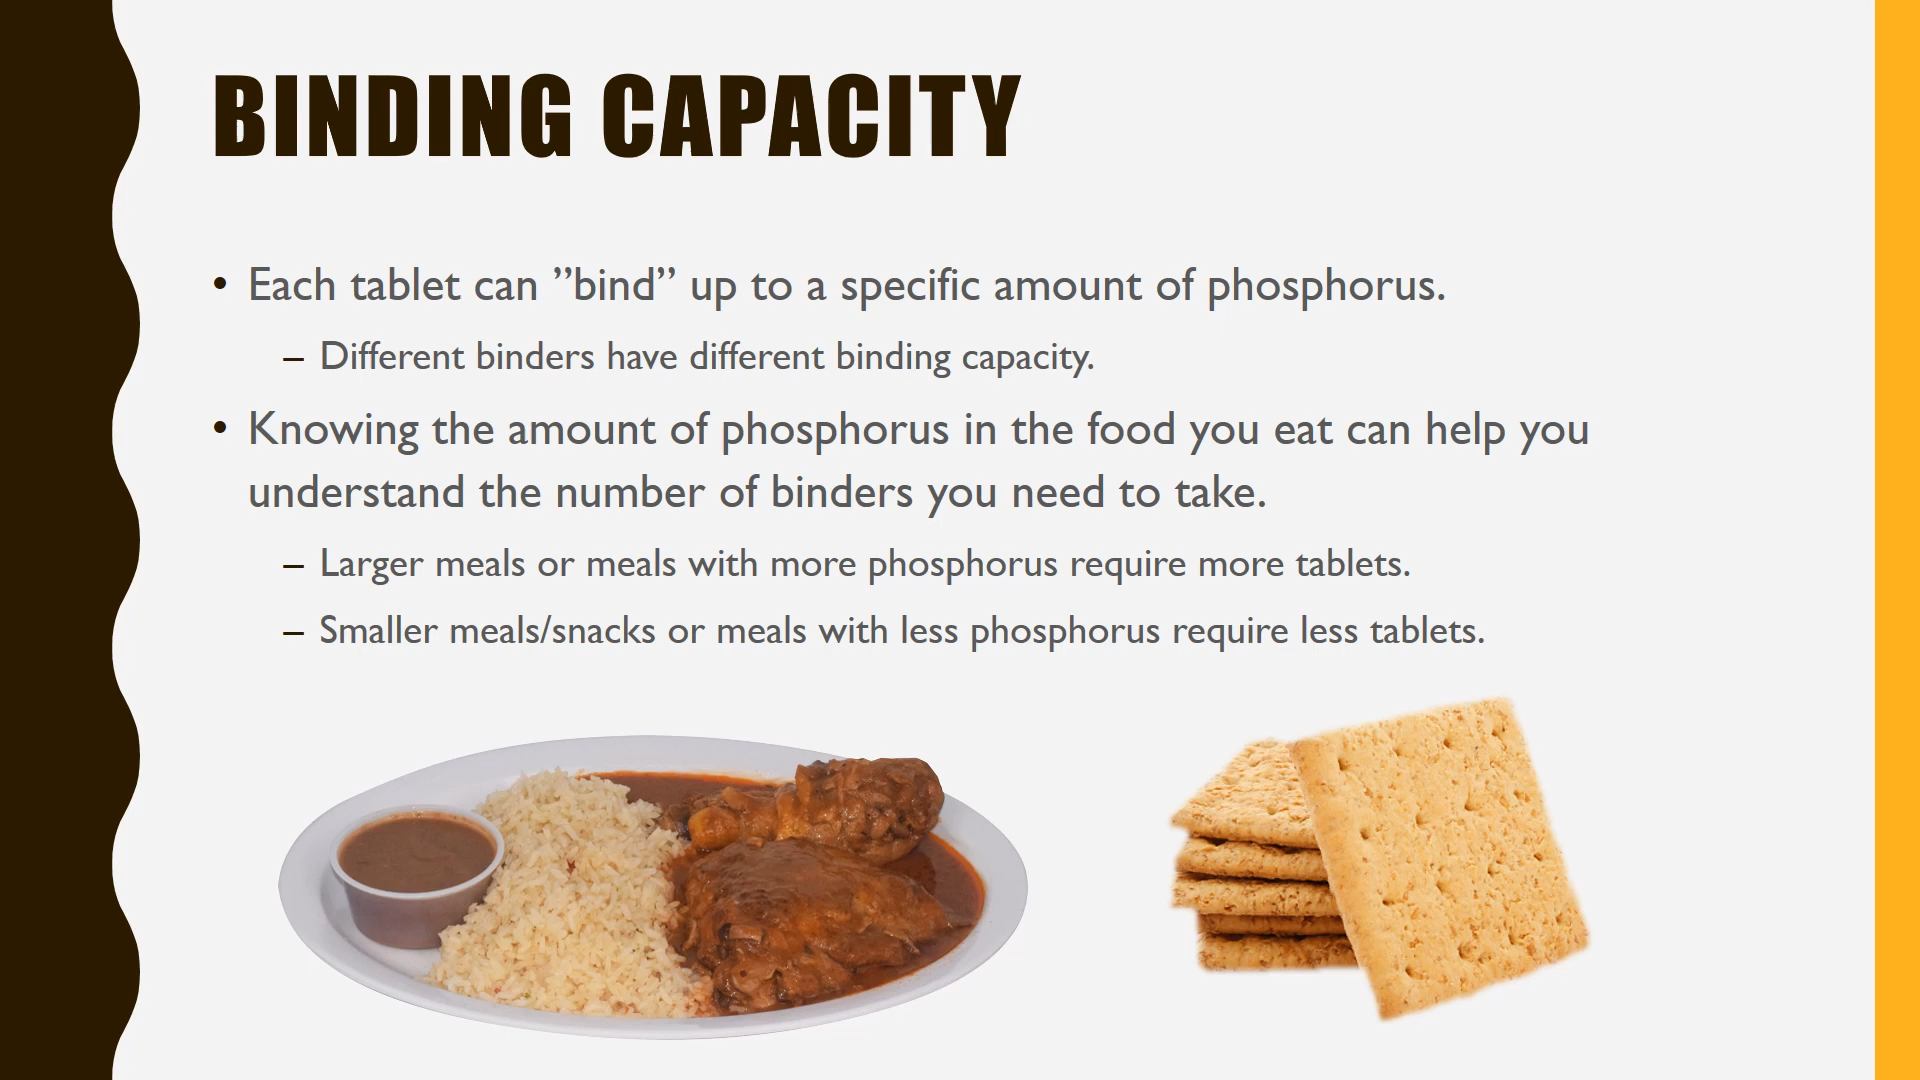 BINDING CAPACITY
• Each tablet can ”bind” up to a specific amount of phosphorus.
– Different binders have different binding capacity.
• Knowing the amount of phosphorus in the food you eat can help you
understand the number of binders you need to take.
– Larger meals or meals with more phosphorus require more tablets.
– Smaller meals/snacks or meals with less phosphorus require less tablets.